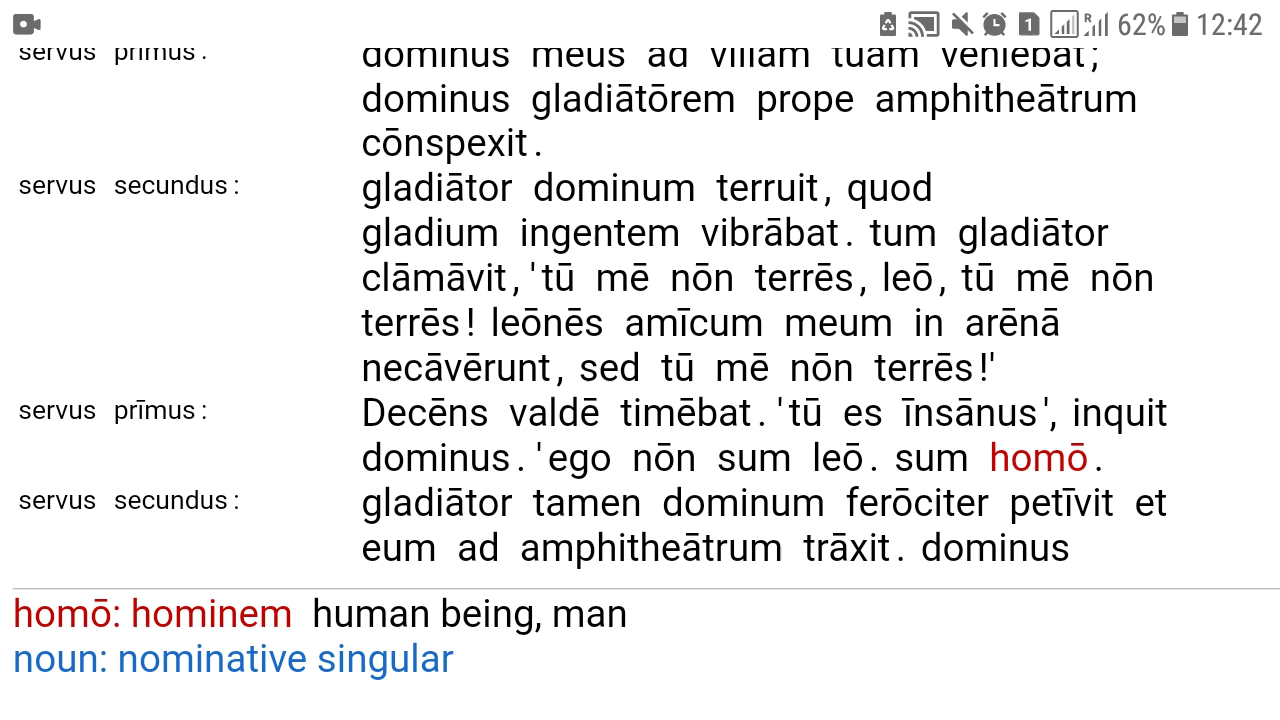 62% 12:42
servus prīmus : dominus meus ad vīllam tuam veniēbat ;
dominus gladiātōrem prope amphitheātrum
cōnspexit .
servus secundus : gladiātor dominum terruit , quod
gladium ingentem vibrābat . tum gladiātor
clāmāvit , ' tū mē nōn terrēs , leō , tū mē nōn
terrēs ! leōnēs amīcum meum in arēnā
necāvērunt , sed tū mē nōn terrēs !'
servus prīmus : Decēns valdē timēbat . ' tū es īnsānus ', inquit
dominus . ' ego nōn sum leō . sum homō .
servus secundus : gladiātor tamen dominum ferōciter petīvit et
eum ad amphitheātrum trāxit . dominus
homō: hominem human being, man
noun: nominative singular